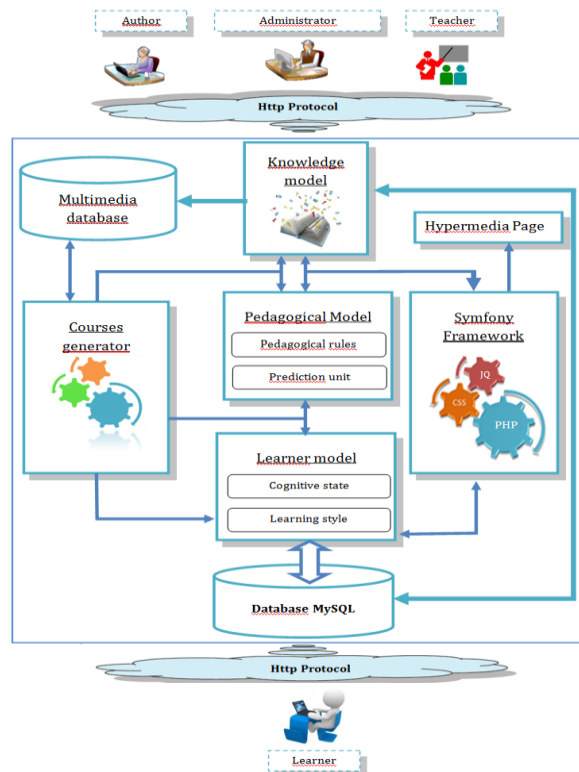 Author
Administrator
Teacher
Http Protocol
Knowledge
model
Multimedia
database
Hypermedia Page
Courses
generator
Pedagogical Model
Pedagogical rules
Prediction unit
Symfony
Framework
JQ
CSS
PHP
Learner model
Cognitive state
Learning style
Database MySQL
Http Protocol
Learner